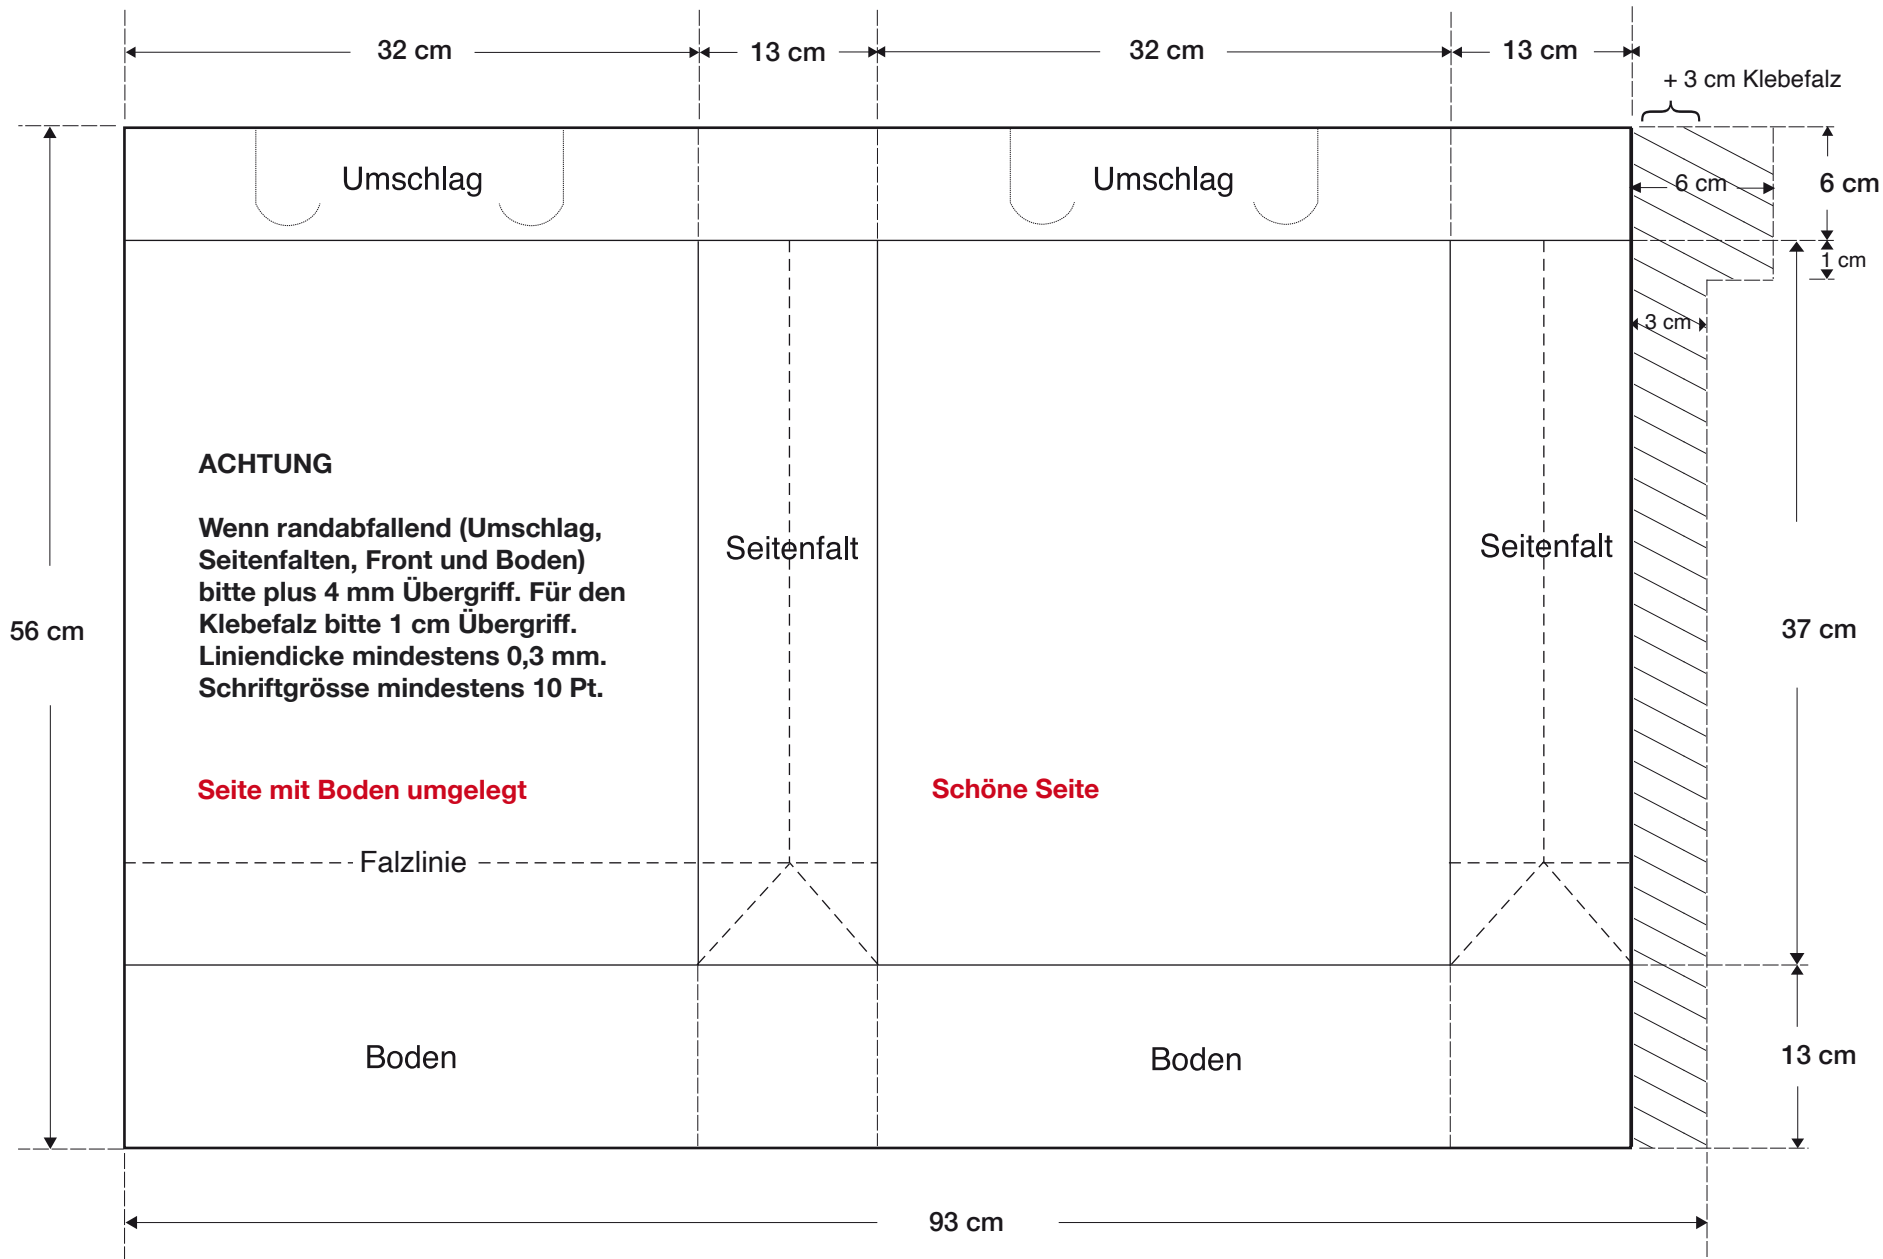 32 cm
13 cm
32 cm
13 cm
+ 3 cm Klebefalz
Umschlag
Umschlag
6 cm
6 cm
1 cm
3 cm
ACHTUNG
Wenn randabfallend (Umschlag,
Seitenfalten, Front und Boden)
bitte plus 4 mm Übergriff. Für den
Klebefalz bitte 1 cm Übergriff.
Liniendicke mindestens 0,3 mm.
Schriftgrösse mindestens 10 Pt.
Seitenfalt
Seitenfalt
56 cm
37 cm
Seite mit Boden umgelegt
Schöne Seite
Falzlinie
Boden
Boden
13 cm
93 cm